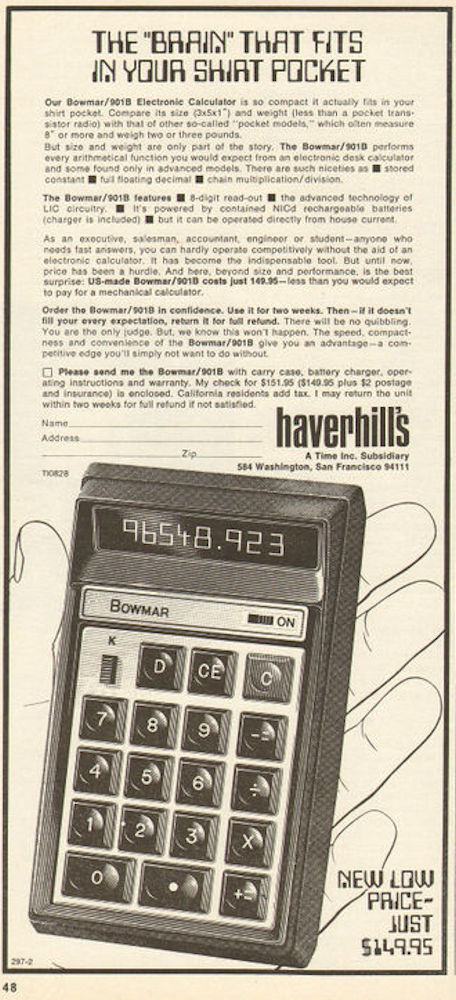 THE "BRAIN" THAT FITS
IN YOUR SHIRT POCKET
Our Bowmar/901B Electronic Calculator is so compact it actually fits in your
shirt pocket. Compare its size (3x5x1") and weight (less than a pocket tran-
sistor radio) with that of other so-called "pocket models," which often measure
8" or more and weigh two or three pounds.
But size and weight are only part of the story. The Bowmar/901B performs
every arithmetical function you would expect from an electronic desk calculator
and some found only in advanced models. There are such niceties as ■ stored
constant ■ full floating decimal ■ chain multiplication/division.
The Bowmar/901B features ■ 8-digit read-out ■ the advanced technology of
LIC circuitry. ■ It's powered by contained NICd rechargeable batteries
(charger is included) ■ but it can be operated directly from house current.
As an executive, salesman, accountant, engineer or student—anyone who
needs fast answers, you can hardly operate competitively without the aid of an
electronic calculator. It has become the indispensable tool. But until now,
price has been a hurdle. And here, beyond size and performance, is the best
surprise: US-made Bowmar/901B costs just 149.95—less than you would expect
to pay for a mechanical calculator.
Order the Bowmar/901B in confidence. Use it for two weeks. Then—if it doesn't
fill your every expectation, return it for full refund. There will be no quibbling.
You are the only judge. But, we know this won't happen. The speed, compact-
ness and convenience of the Bowmar/901B give you an advantage—a com-
petitive edge you'll simply not want to do without.
□ Please send me the Bowmar/901B with carry case, battery charger, oper-
ating instructions and warranty. My check for $151.95 ($149.95 plus $2 postage
and insurance) is enclosed. California residents add tax. I may return the unit
within two weeks for full refund if not satisfied.
Name
Address
Zip
TI0828
haverhill's
A Time Inc. Subsidiary
584 Washington, San Francisco 94111
96548.923
BOWMAR
ON
K
D CE C
7 8 9 -=
4 5 6 ÷
1 2 3 X
0 . +=
NEW LOW
PRICE-
JUST
$149.95
297-2
48